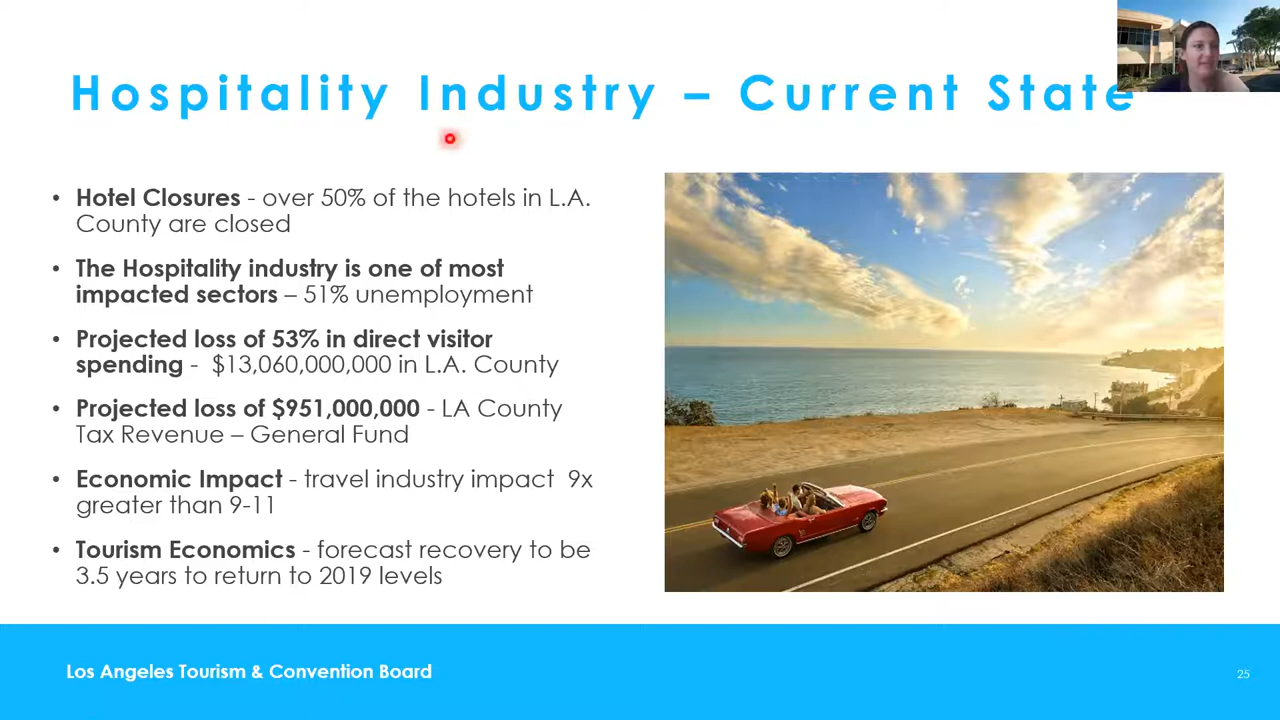 Hospitality Industry – Current State
• Hotel Closures - over 50% of the hotels in L.A.
County are closed
• The Hospitality industry is one of most
impacted sectors – 51% unemployment
• Projected loss of 53% in direct visitor
spending - $13,060,000,000 in L.A. County
• Projected loss of $951,000,000 - LA County
Tax Revenue – General Fund
• Economic Impact - travel industry impact 9x
greater than 9-11
• Tourism Economics - forecast recovery to be
3.5 years to return to 2019 levels
Los Angeles Tourism & Convention Board
25